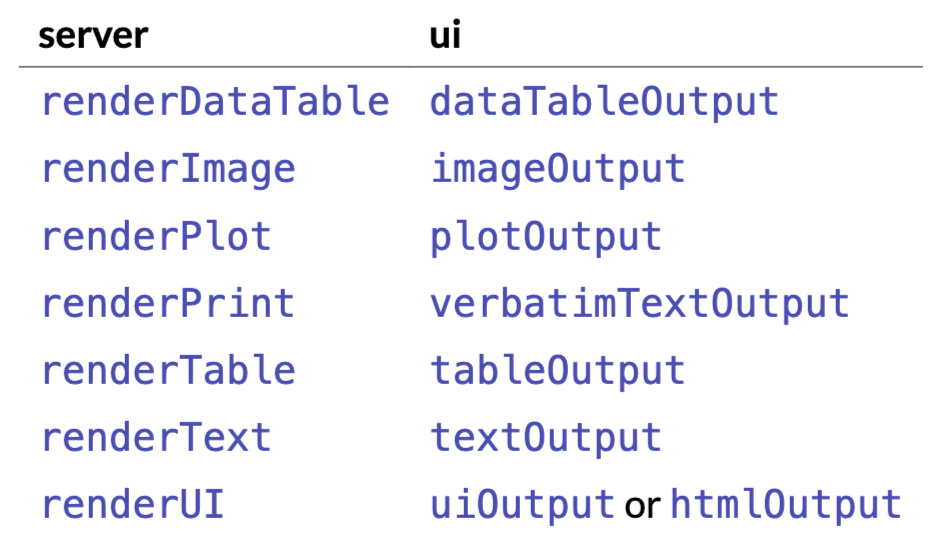 server ui
renderDataTable dataTableOutput
renderImage imageOutput
renderPlot plotOutput
renderPrint verbatimTextOutput
renderTable tableOutput
renderText textOutput
renderUI uiOutput or htmlOutput